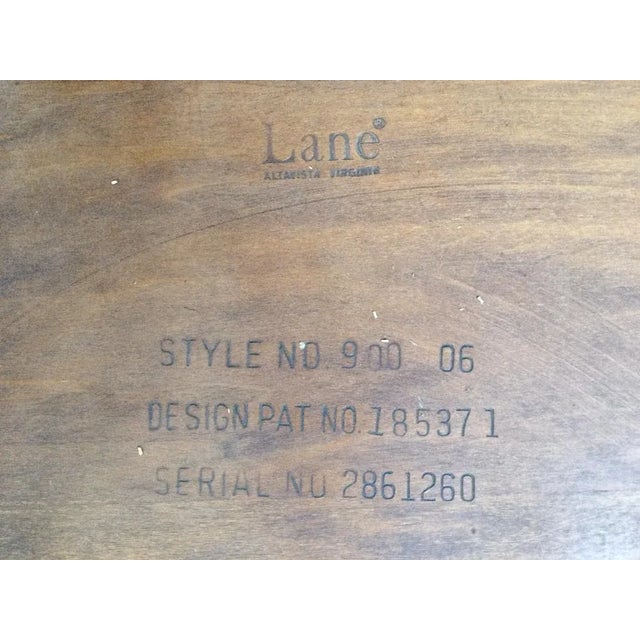 Lane®
ALTAVISTA, VIRGINIA
STYLE NO. 900 06
DESIGN PAT NO. 185371
SERIAL NO 2861260